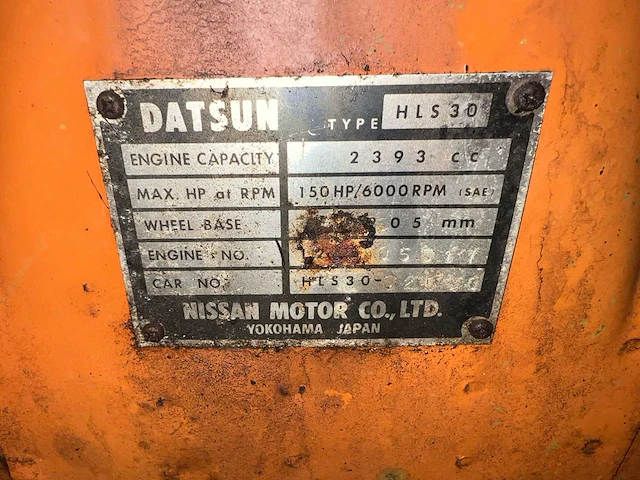 DATSUN TYPE HLS30
ENGINE CAPACITY 2393 cc
MAX. HP at RPM 150HP/6000RPM (SAE)
WHEEL BASE mm
ENGINE NO.
CAR NO. HLS30-
NISSAN MOTOR CO., LTD.
YOKOHAMA JAPAN